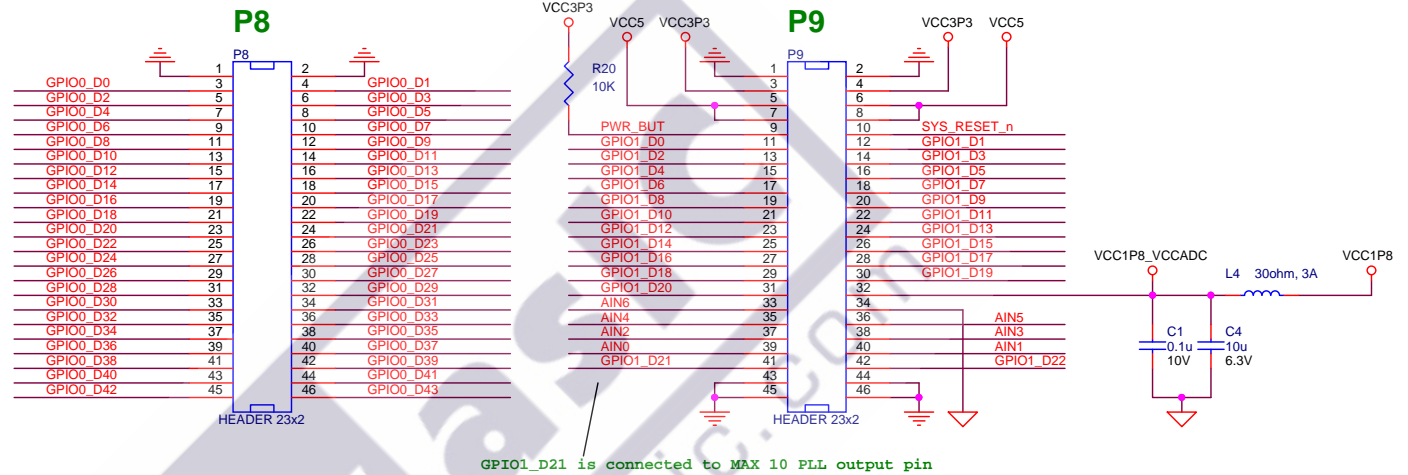 P8
VCC3P3
VCC5
VCC3P3
P9
VCC3P3
VCC5
P8
R20
10K
P9
1 2
GPIO0_D0 3 4 GPIO0_D1
GPIO0_D2 5 6 GPIO0_D3
GPIO0_D4 7 8 GPIO0_D5
GPIO0_D6 9 10 GPIO0_D7
GPIO0_D8 11 12 GPIO0_D9
GPIO0_D10 13 14 GPIO0_D11
GPIO0_D12 15 16 GPIO0_D13
GPIO0_D14 17 18 GPIO0_D15
GPIO0_D16 19 20 GPIO0_D17
GPIO0_D18 21 22 GPIO0_D19
GPIO0_D20 23 24 GPIO0_D21
GPIO0_D22 25 26 GPIO0_D23
GPIO0_D24 27 28 GPIO0_D25
GPIO0_D26 29 30 GPIO0_D27
GPIO0_D28 31 32 GPIO0_D29
GPIO0_D30 33 34 GPIO0_D31
GPIO0_D32 35 36 GPIO0_D33
GPIO0_D34 37 38 GPIO0_D35
GPIO0_D36 39 40 GPIO0_D37
GPIO0_D38 41 42 GPIO0_D39
GPIO0_D40 43 44 GPIO0_D41
GPIO0_D42 45 46 GPIO0_D43
HEADER 23x2
1 2
3 4
5 6
7 8
PWR_BUT 9 10 SYS_RESET_n
GPIO1_D0 11 12 GPIO1_D1
GPIO1_D2 13 14 GPIO1_D3
GPIO1_D4 15 16 GPIO1_D5
GPIO1_D6 17 18 GPIO1_D7
GPIO1_D8 19 20 GPIO1_D9
GPIO1_D10 21 22 GPIO1_D11
GPIO1_D12 23 24 GPIO1_D13
GPIO1_D14 25 26 GPIO1_D15
GPIO1_D16 27 28 GPIO1_D17
GPIO1_D18 29 30 GPIO1_D19
GPIO1_D20 31 32
AIN6 33 34
AIN4 35 36 AIN5
AIN2 37 38 AIN3
AIN0 39 40 AIN1
GPIO1_D21 41 42 GPIO1_D22
43 44
45 46
HEADER 23x2
VCC1P8_VCCADC
L4 30ohm, 3A
VCC1P8
C1
0.1u
10V
C4
10u
6.3V
GPIO1_D21 is connected to MAX 10 PLL output pin
asic
ic.com